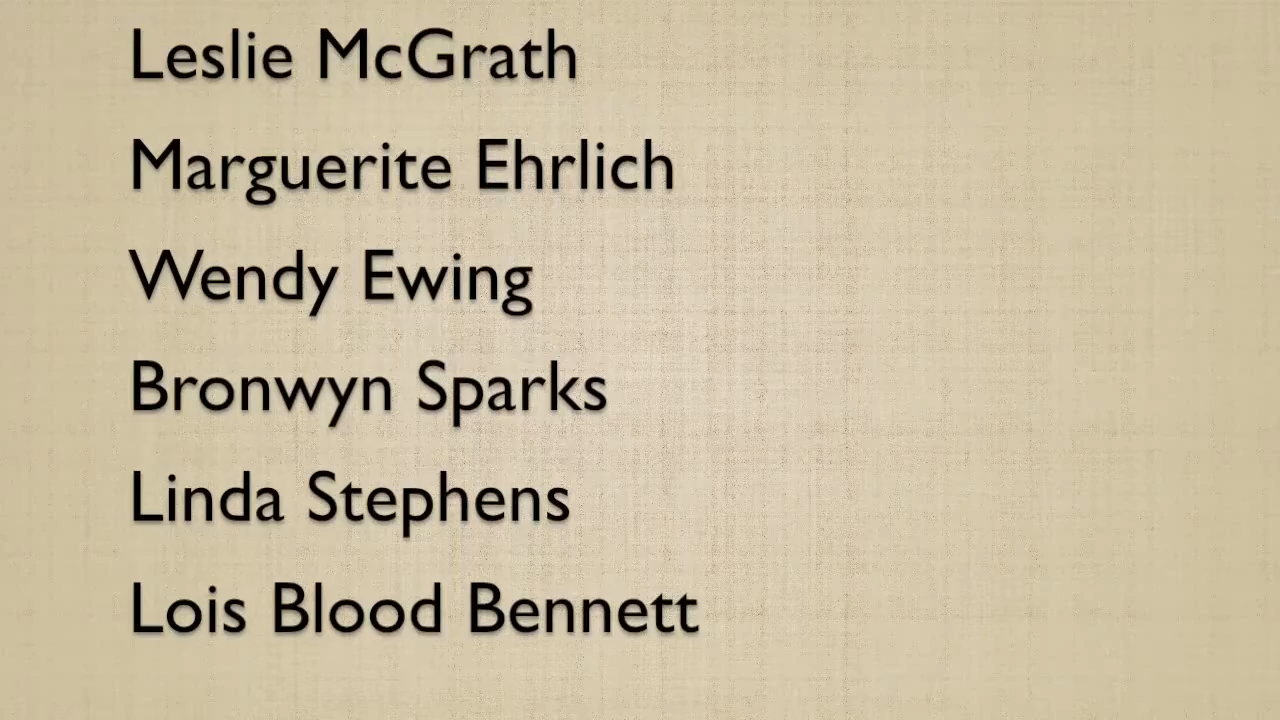 Leslie McGrath
Marguerite Ehrlich
Wendy Ewing
Bronwyn Sparks
Linda Stephens
Lois Blood Bennett